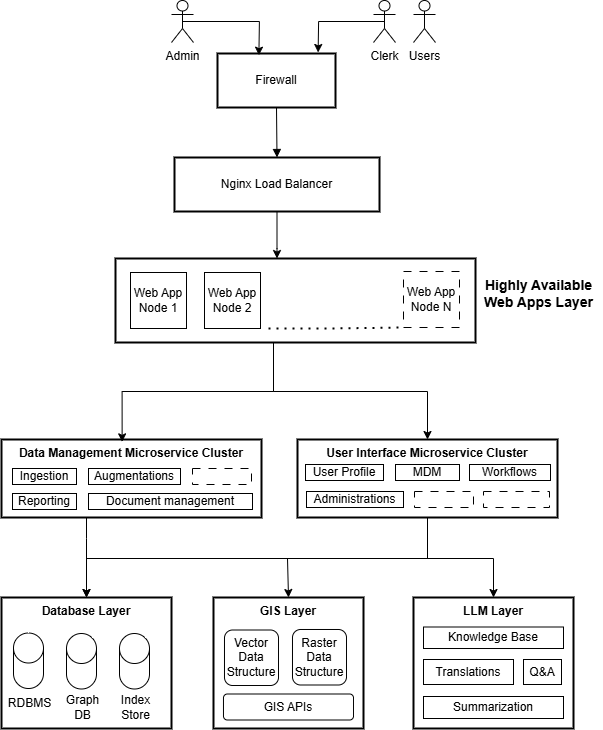 Admin
Clerk
Users
Firewall
Nginx Load Balancer
Web App
Node 1
Web App
Node 2
Web App
Node N
Highly Available
Web Apps Layer
Data Management Microservice Cluster
Ingestion
Augmentations
Reporting
Document management
User Interface Microservice Cluster
User Profile
MDM
Workflows
Administrations
Database Layer
RDBMS
Graph
DB
Index
Store
GIS Layer
Vector
Data
Structure
Raster
Data
Structure
GIS APIs
LLM Layer
Knowledge Base
Translations
Q&A
Summarization